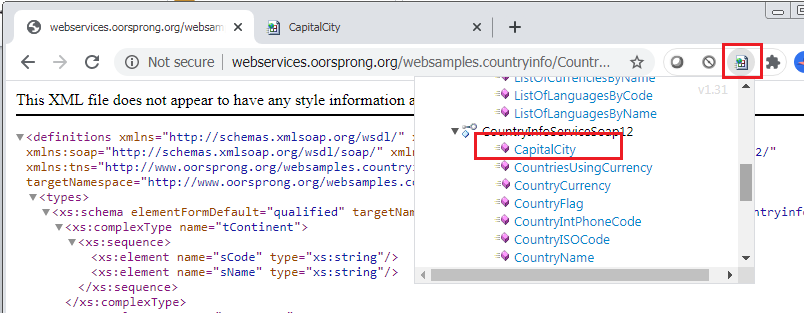 webservices.oorsprong.org/websam
CapitalCity
Not secure
webservices.oorsprong.org/websamples.countryinfo/Countr...
v1.31
ListOfCurrenciesByName
ListOfLanguagesByCode
ListOfLanguagesByName
CountryInfoServiceSoap12
CapitalCity
CountriesUsingCurrency
CountryCurrency
CountryFlag
CountryIntPhoneCode
CountryISOCode
CountryName
This XML file does not appear to have any style information a
<definitions xmlns="http://schemas.xmlsoap.org/wsdl/" x
xmlns:soap="http://schemas.xmlsoap.org/wsdl/soap/" x
12/"
xmlns:tns="http://www.oorsprong.org/websamples.countryi
targetNamespace="http://www.oorsprong.org/websamples.co
<types>
<xs:schema elementFormDefault="qualified" targetNam
ountryinfo
<xs:complexType name="tContinent">
<xs:sequence>
<xs:element name="sCode" type="xs:string"/>
<xs:element name="sName" type="xs:string"/>
</xs:sequence>
</xs:complexType>